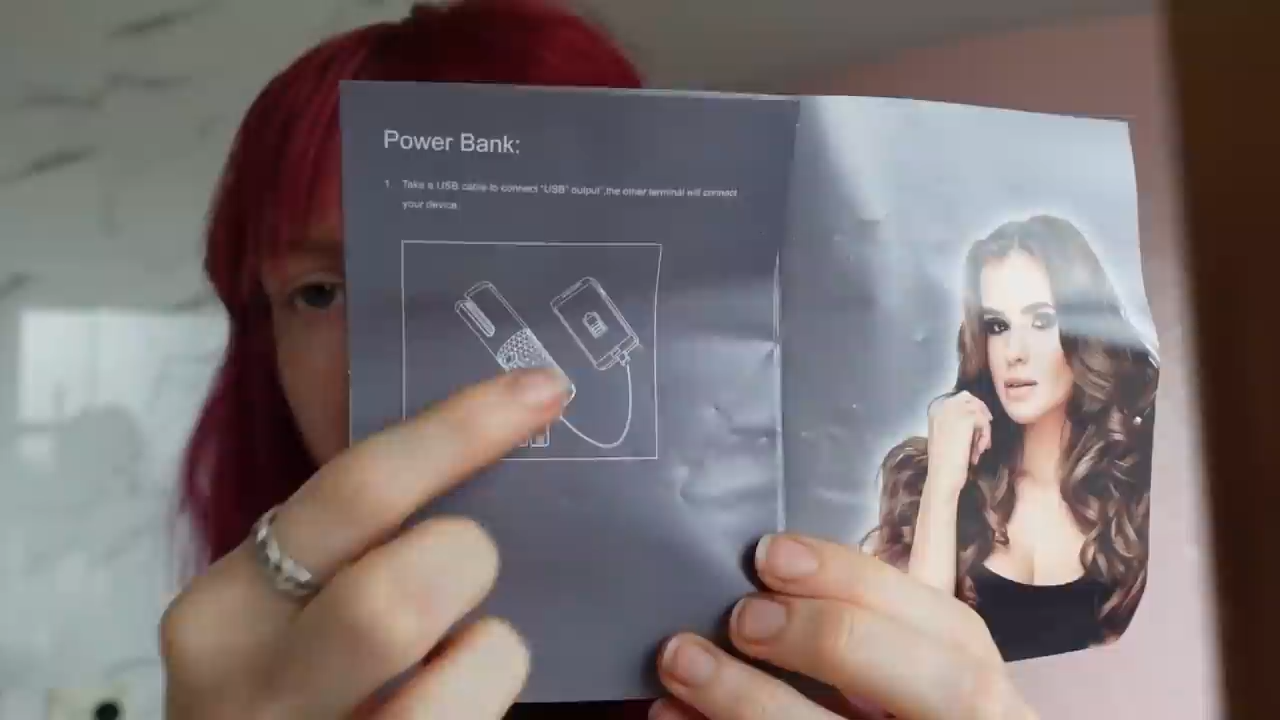 Power Bank:
1. Take a USB cable to connect "USB" output ,the other terminal will connect
your device.